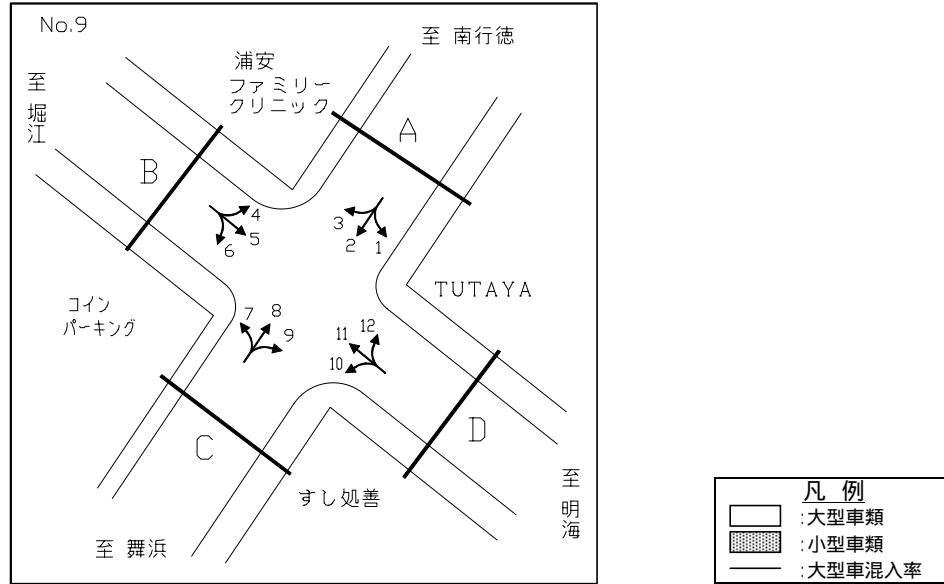 No.9
至 南行徳
浦安
ファミリー
クリニック
至 堀江
A
B
4
5
6
3
2
1
TUTAYA
コイン
パーキング
7
8
9
11
12
10
C
D
すし処善
至 舞浜
至 明海
凡 例
:大型車類
:小型車類
:大型車混入率